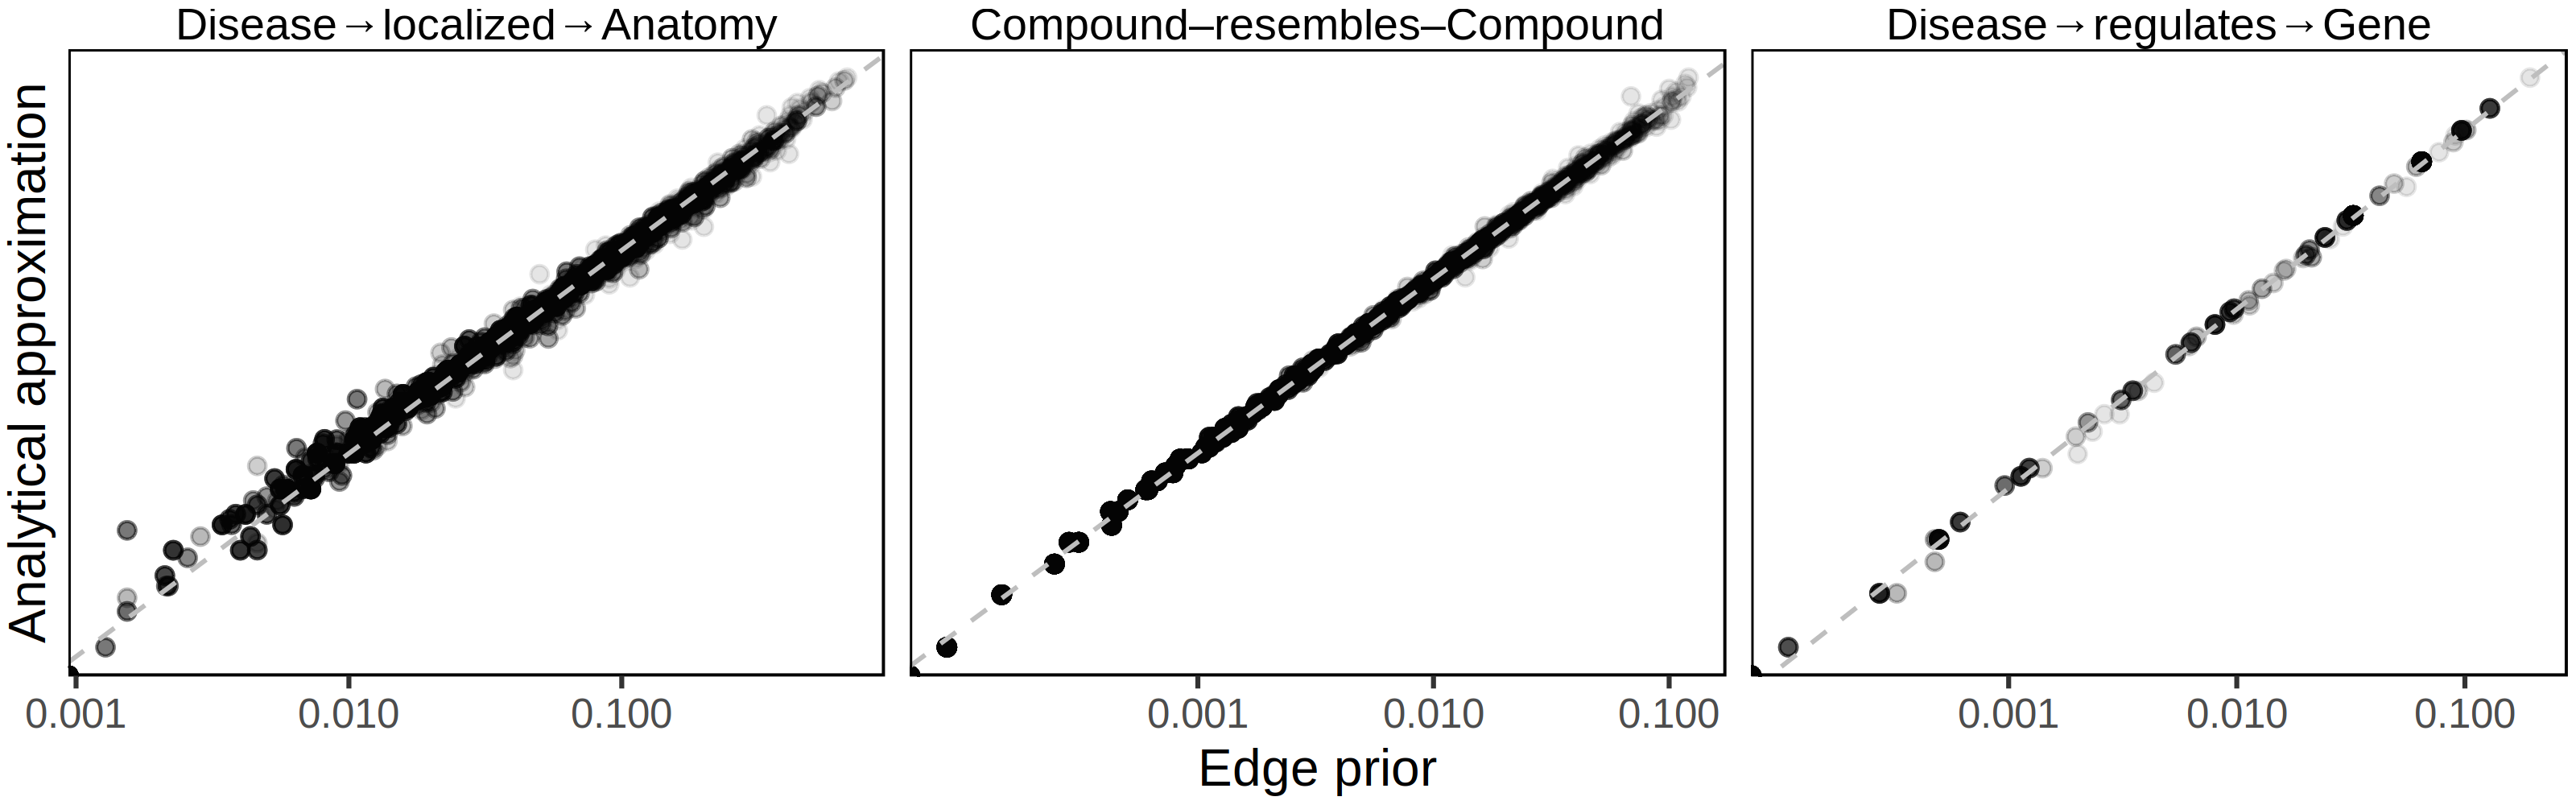 Disease→localized→Anatomy
Compound–resembles–Compound
Disease→regulates→Gene
Analytical approximation
0.001 0.010 0.100
0.001 0.010 0.100
0.001 0.010 0.100
Edge prior